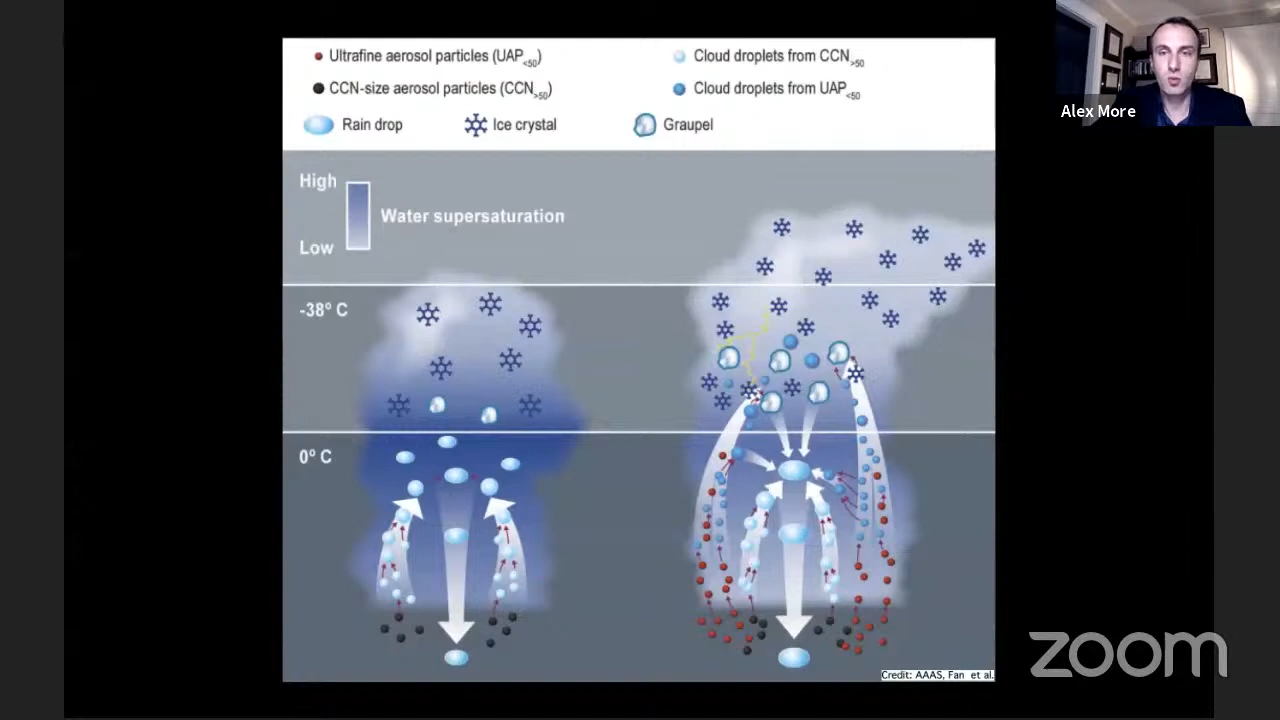 Ultrafine aerosol particles (UAP<50)
Cloud droplets from CCN>50
CCN-size aerosol particles (CCN>50)
Cloud droplets from UAP<50
Rain drop
Ice crystal
Graupel
Alex More
High
Water supersaturation
Low
-38º C
0º C
zoom
Credit: AAAS, Fan et al.